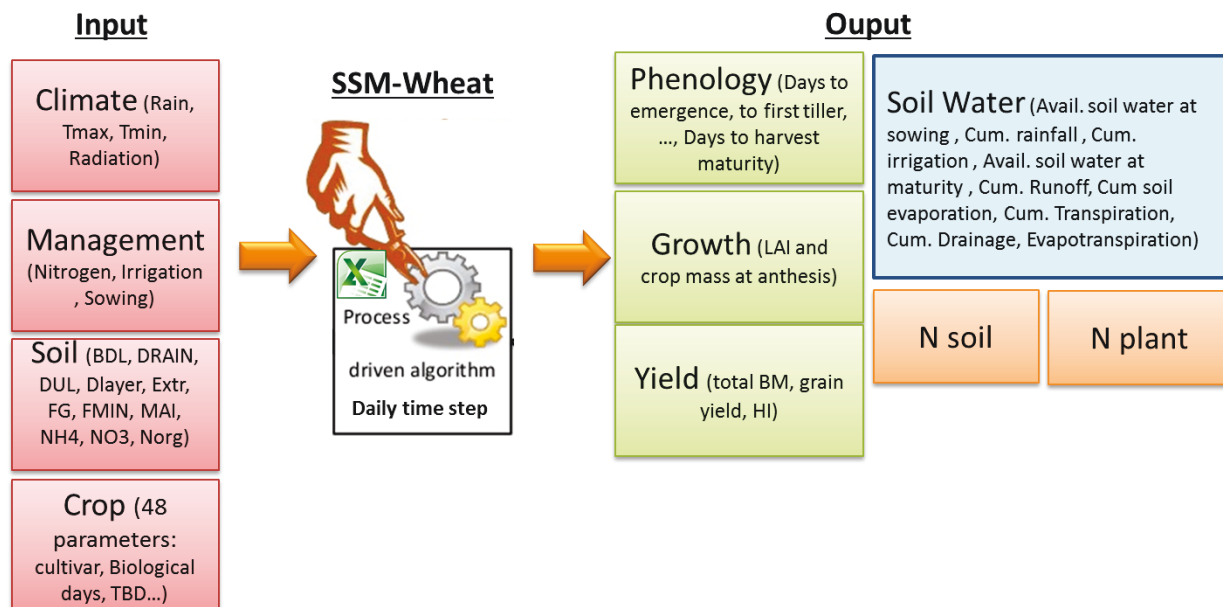 Input
Climate (Rain,
Tmax, Tmin,
Radiation)
Management
(Nitrogen, Irrigation
, Sowing)
Soil (BDL, DRAIN,
DUL, Dlayer, Extr,
FG, FMIN, MAI,
NH4, NO3, Norg)
Crop (48
parameters:
cultivar, Biological
days, TBD...)
SSM-Wheat
X
Process
driven algorithm
Daily time step
Ouput
Phenology (Days to
emergence, to first tiller,
..., Days to harvest
maturity)
Growth (LAI and
crop mass at anthesis)
Yield (total BM, grain
yield, HI)
Soil Water (Avail. soil water at
sowing , Cum. rainfall , Cum.
irrigation , Avail. soil water at
maturity , Cum. Runoff, Cum soil
evaporation, Cum. Transpiration,
Cum. Drainage, Evapotranspiration)
N soil
N plant